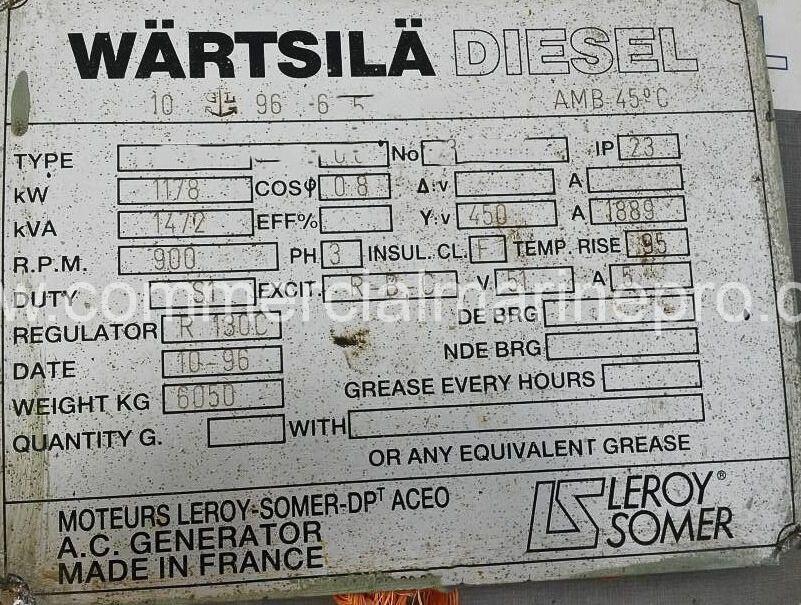 WÄRTSILÄ DIESEL
10 GL 96 6 5 AMB 45°C
TYPE No IP 23
kW 1178 COSφ 0.8 Δ:v A
kVA 1472 EFF% Y:v 450 A 1889
R.P.M. 900 PH 3 INSUL. CL. F TEMP. RISE 95
DUTY S1 EXCIT. V 51 A 5
REGULATOR R 130C DE BRG
DATE 10-96 NDE BRG
WEIGHT KG 6050 GREASE EVERY HOURS
QUANTITY G. WITH
OR ANY EQUIVALENT GREASE
MOTEURS LEROY-SOMER-DPT ACEO
A.C. GENERATOR
MADE IN FRANCE
LEROY®
SOMER
www.commercialmarinepro.c